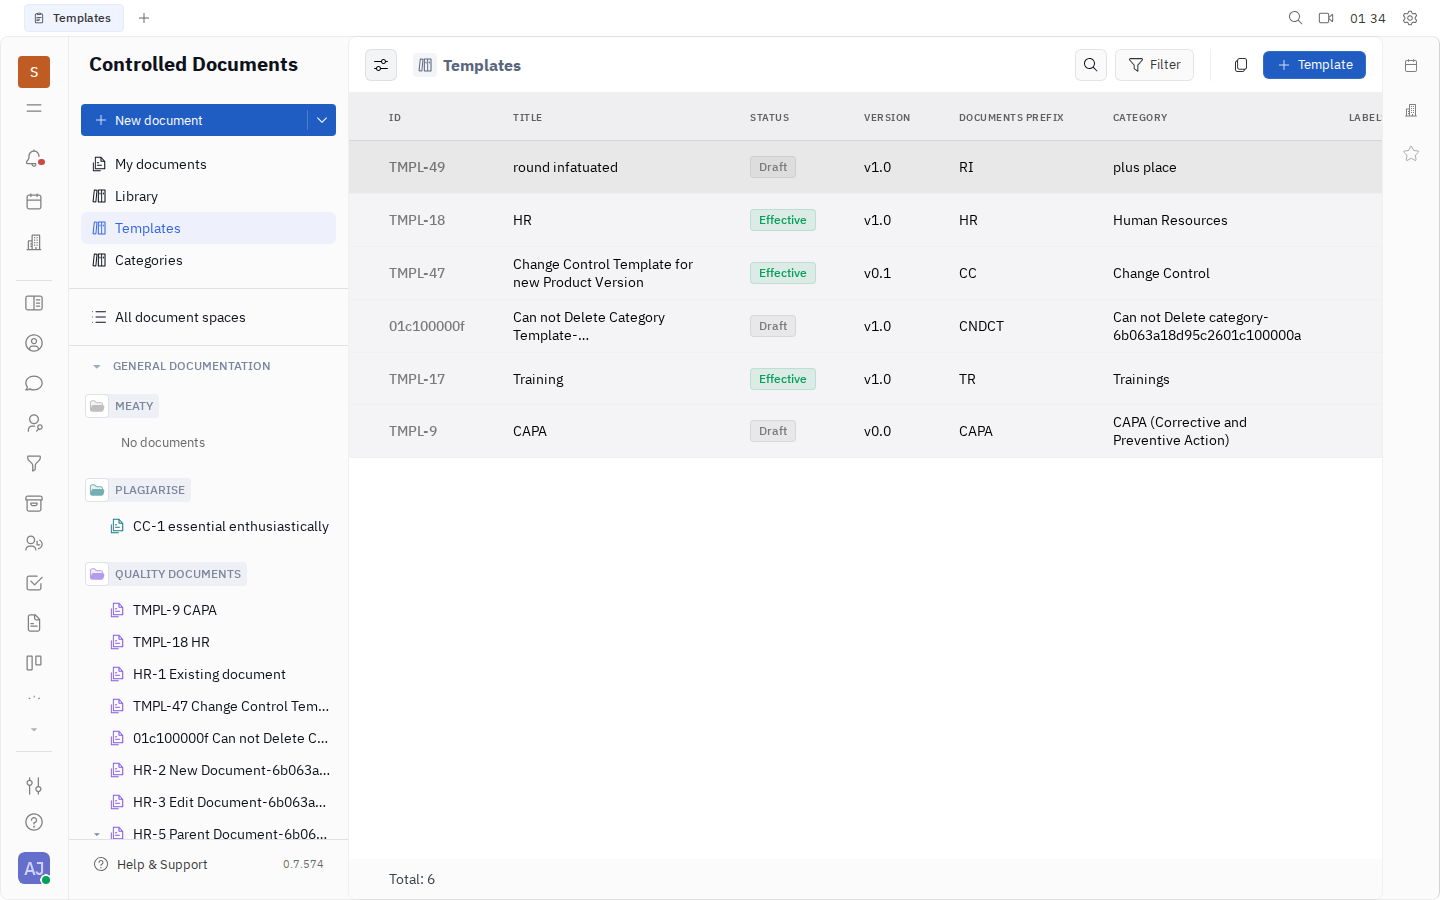 Templates
01 34
S
Controlled Documents
New document
My documents
Library
Templates
Categories
All document spaces
GENERAL DOCUMENTATION
MEATY
No documents
PLAGIARISE
CC-1 essential enthusiastically
QUALITY DOCUMENTS
TMPL-9 CAPA
TMPL-18 HR
HR-1 Existing document
TMPL-47 Change Control Tem...
01c100000f Can not Delete C...
HR-2 New Document-6b063a...
HR-3 Edit Document-6b063a...
HR-5 Parent Document-6b06...
Help & Support
0.7.574
AJ
Templates
Filter
Template
ID TITLE STATUS VERSION DOCUMENTS PREFIX CATEGORY LABEL
TMPL-49 round infatuated Draft v1.0 RI plus place
TMPL-18 HR Effective v1.0 HR Human Resources
TMPL-47 Change Control Template for new Product Version Effective v0.1 CC Change Control
01c100000f Can not Delete Category Template-... Draft v1.0 CNDCT Can not Delete category-6b063a18d95c2601c100000a
TMPL-17 Training Effective v1.0 TR Trainings
TMPL-9 CAPA Draft v0.0 CAPA CAPA (Corrective and Preventive Action)
Total: 6